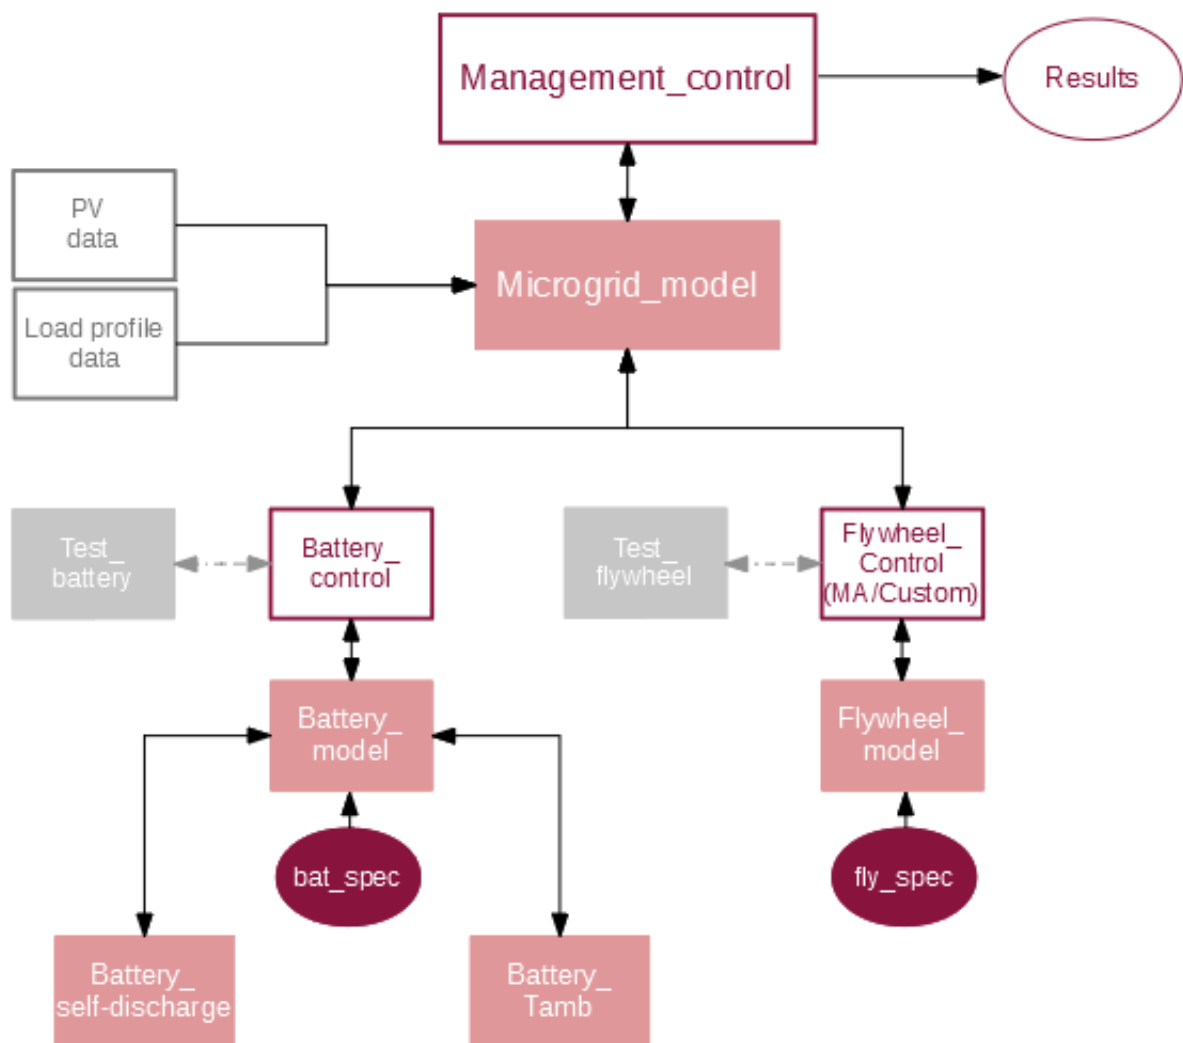 Management_control
Results
PV
data
Microgrid_model
Load profile
data
Test_
battery
Battery_
control
Test_
flywheel
Flywheel_
Control
(MA/Custom)
Battery_
model
Flywheel_
model
bat_spec
fly_spec
Battery_
self-discharge
Battery_
Tamb